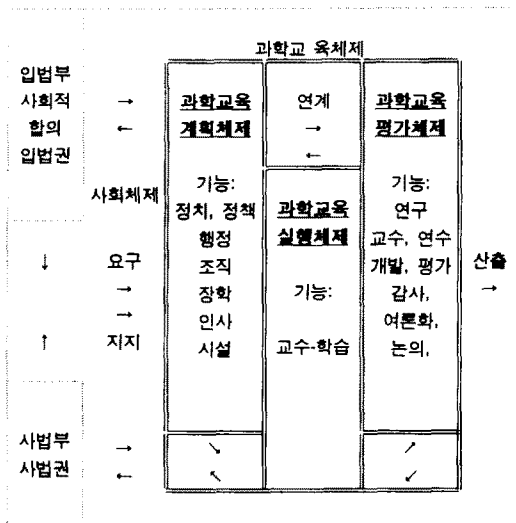 과학교 육체제
입법부
사회적 → 과학교육 연계 과학교육
합의 ← 계획체제 → 평가체제
입법권 ←
사회체제 기능: 기능:
정치, 정책 과학교육 연구
행정 실행체제 교수, 연수
↓ 요구 조직 개발, 평가 산출
→ 장학 기능: 감사, →
→ 인사 여론화,
↑ 지지 시설 교수-학습 논의,
사법부 → ↘ ↗
사법권 ← ↖ ↙